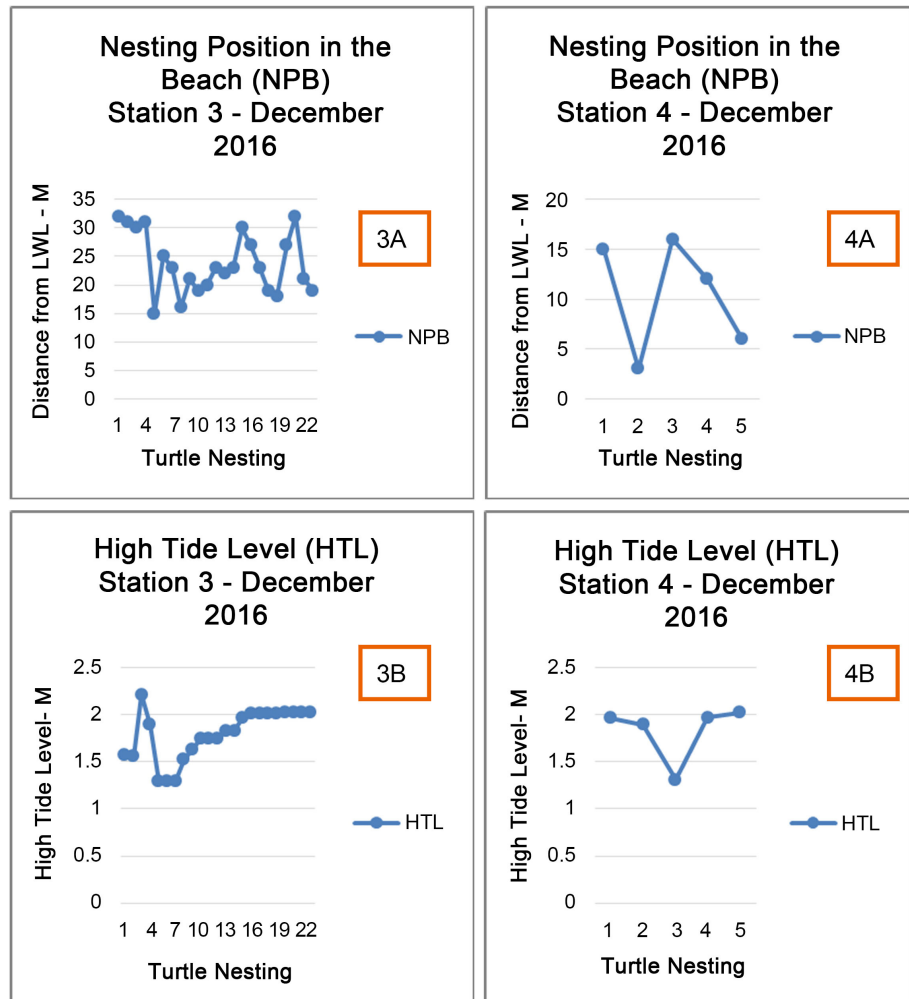 Nesting Position in the
Beach (NPB)
Station 3 - December
2016
Distance from LWL - M
35
30
25
20
15
10
5
0
1 4 7 10 13 16 19 22
Turtle Nesting
3A
NPB
Nesting Position in the
Beach (NPB)
Station 4 - December
2016
Distance from LWL - M
20
15
10
5
0
1 2 3 4 5
Turtle Nesting
4A
NPB
High Tide Level (HTL)
Station 3 - December
2016
High Tide Level- M
2.5
2
1.5
1
0.5
0
1 4 7 10 13 16 19 22
Turtle Nesting
3B
HTL
High Tide Level (HTL)
Station 4 - December
2016
High Tide Level- M
2.5
2
1.5
1
0.5
0
1 2 3 4 5
Turtle Nesting
4B
HTL